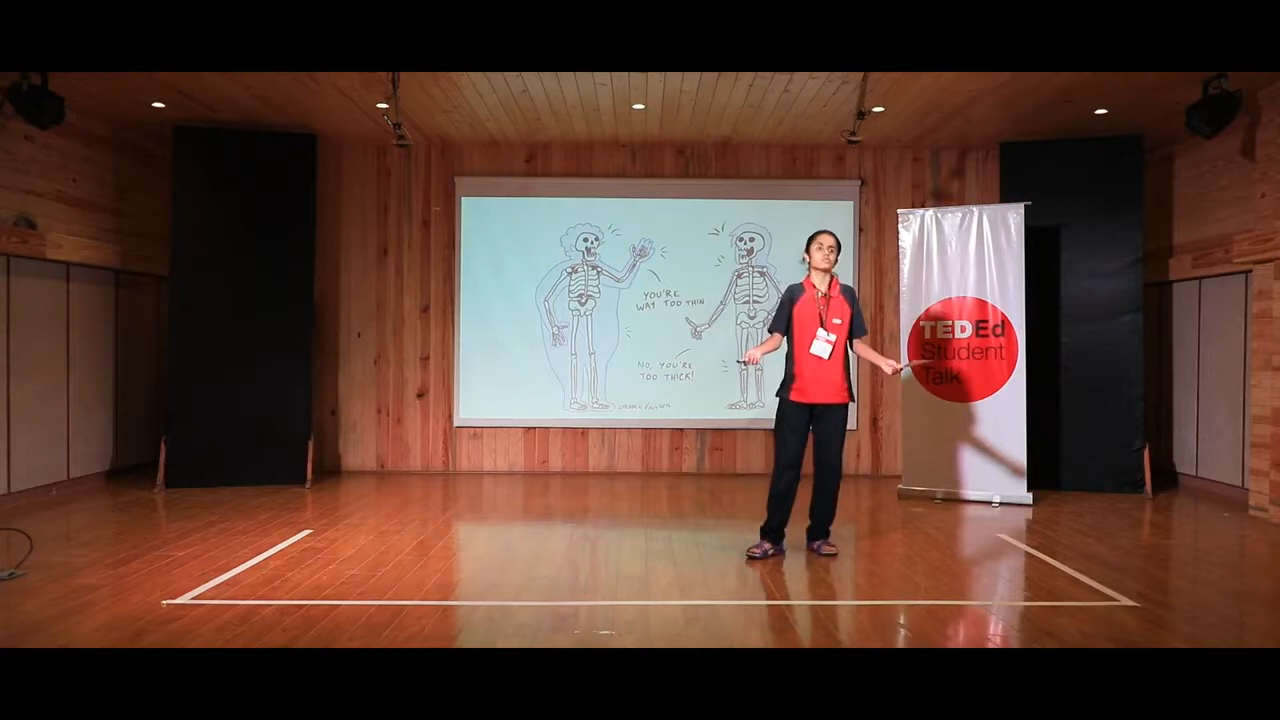 YOU'RE
WAY TOO THIN
NO, YOU'RE
TOO THICK!
TEDEd
Student
Talk